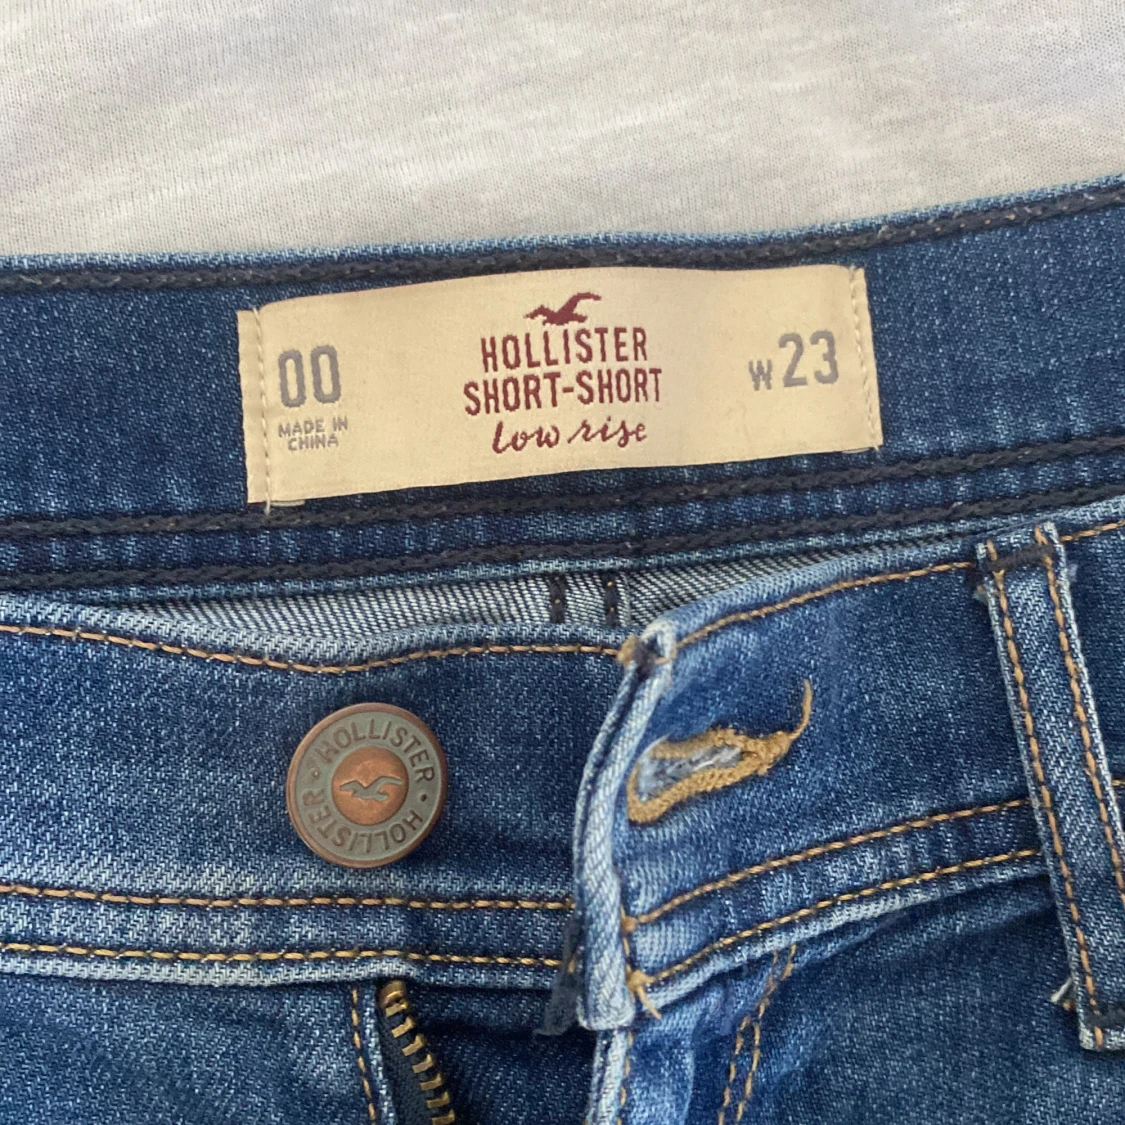 00
MADE IN
CHINA
HOLLISTER
SHORT-SHORT
low rise
W23
HOLLISTER · HOLLISTER ·